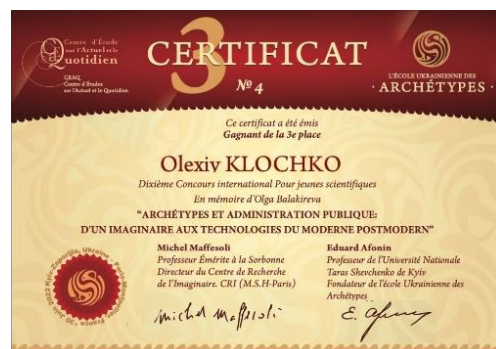 Centre d'Étude
sur l'Actuel et le
Quotidien
CEAQ
Centre d'Études
sur l'Actuel et le Quotidien
CERTIFICAT
3
№ 4
L'ÉCOLE UKRAINIENNE DES
· ARCHÉTYPES ·
Ce certificat a été émis
Gagnant de la 3e place
Olexiy KLOCHKO
Dixième Concours international Pour jeunes scientifiques
En mémoire d'Olga Balakireva
“ARCHÉTYPES ET ADMINISTRATION PUBLIQUE:
D'UN IMAGINAIRE AUX TECHNOLOGIES DU MODERNE POSTMODERN”
Michel Maffesoli
Professeur Émérite à la Sorbonne
Directeur du Centre de Recherche
de l'Imaginaire. CRI (M.S.H-Paris)
Eduard Afonin
Professeur de l'Université Nationale
Taras Shevchenko de Kyiv
Fondateur de l'école Ukrainienne des
Archétypes
Michel Maffesoli